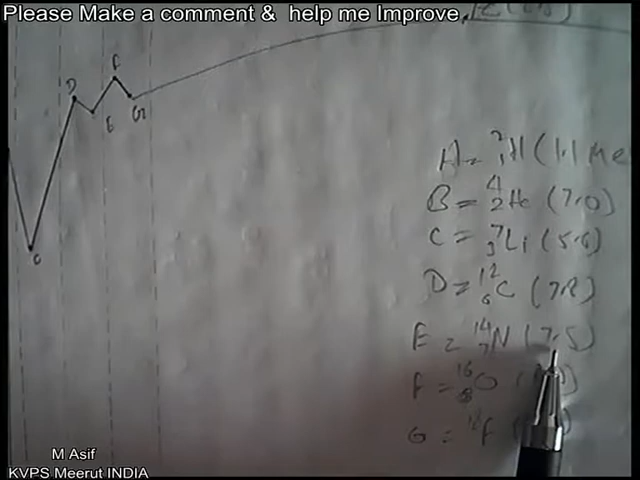 Please Make a comment & help me Improve.
D
F
E
G
C
A = ²₁H (1.1 Me
B = ⁴₂He (7.0)
C = ⁷₃Li (5.6)
D = ¹²₆C (7.8)
E = ¹⁴₇N (7.5)
F = ¹⁶₈O
G =
M Asif
KVPS Meerut INDIA